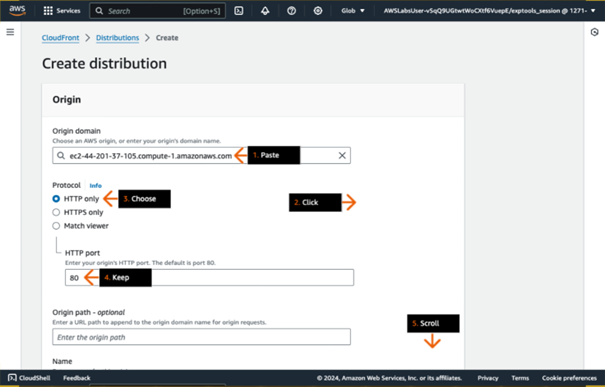 aws
Services
Search
[Option+S]
Glob
AWSLabsUser-vSqQ9UGtwtWoCXtf6VuepE/exptools_session @ 1271-
CloudFront
Distributions
Create
Create distribution
Origin
Origin domain
Choose an AWS origin, or enter your origin's domain name.
ec2-44-201-37-105.compute-1.amazonaws.com
1. Paste
Protocol
Info
HTTP only
3. Choose
2. Click
HTTPS only
Match viewer
HTTP port
Enter your origin's HTTP port. The default is port 80.
80
4. Keep
Origin path - optional
5. Scroll
Enter a URL path to append to the origin domain name for origin requests.
Enter the origin path
Name
CloudShell
Feedback
© 2024, Amazon Web Services, Inc. or its affiliates.
Privacy
Terms
Cookie preferences